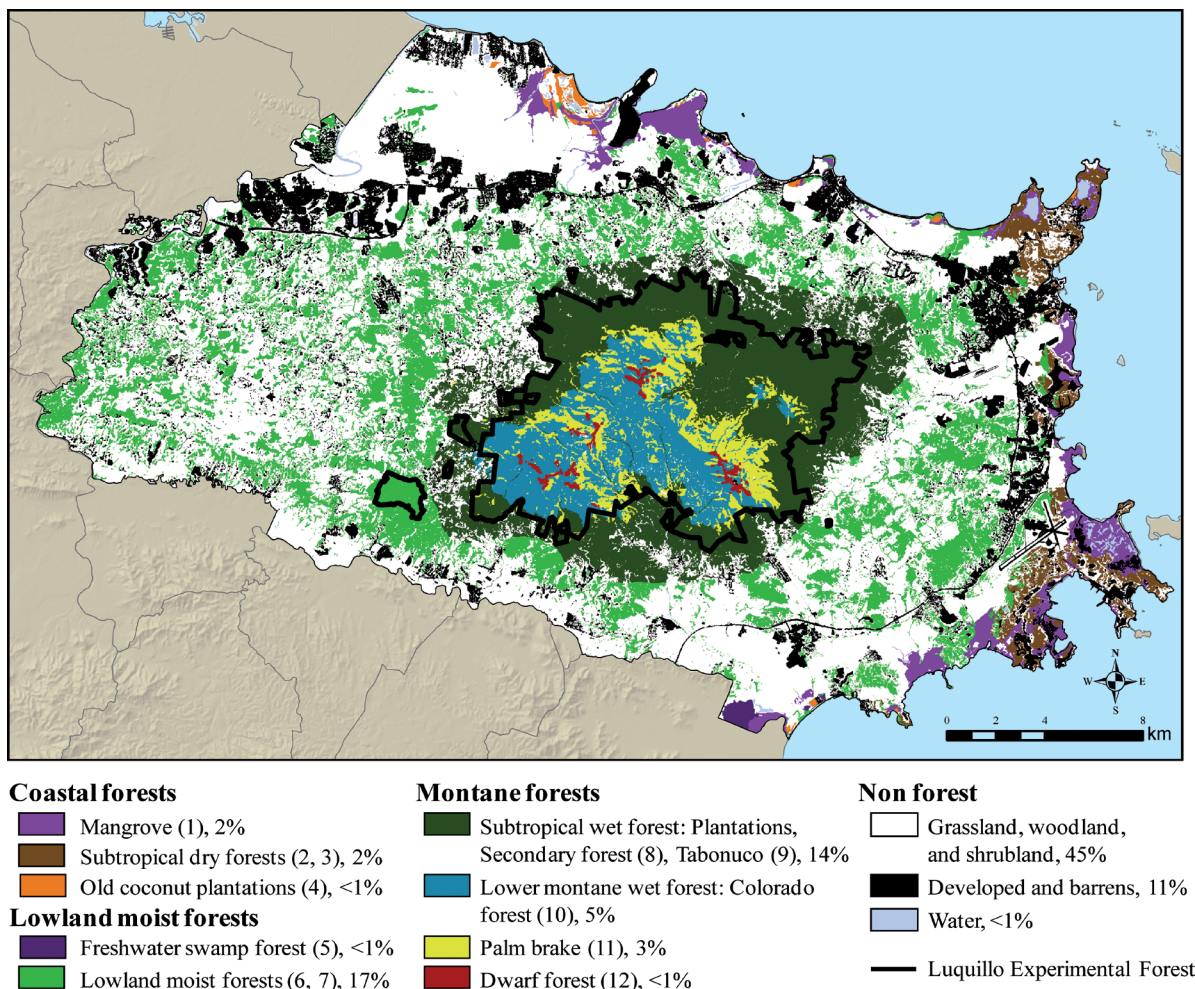 N
W E
S
0 2 4 8
km
Coastal forests
Mangrove (1), 2%
Subtropical dry forests (2, 3), 2%
Old coconut plantations (4), <1%
Lowland moist forests
Freshwater swamp forest (5), <1%
Lowland moist forests (6, 7), 17%
Montane forests
Subtropical wet forest: Plantations,
Secondary forest (8), Tabonuco (9), 14%
Lower montane wet forest: Colorado
forest (10), 5%
Palm brake (11), 3%
Dwarf forest (12), <1%
Non forest
Grassland, woodland,
and shrubland, 45%
Developed and barrens, 11%
Water, <1%
Luquillo Experimental Forest